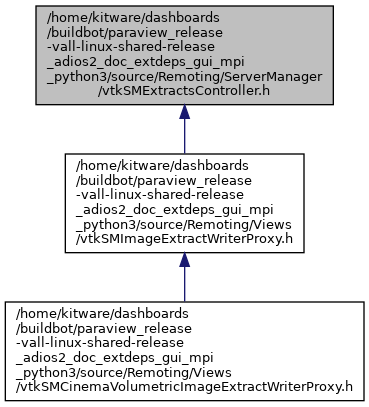 /home/kitware/dashboards
/buildbot/paraview_release
-vall-linux-shared-release
_adios2_doc_extdeps_gui_mpi
_python3/source/Remoting/ServerManager
/vtkSMExtractsController.h
/home/kitware/dashboards
/buildbot/paraview_release
-vall-linux-shared-release
_adios2_doc_extdeps_gui_mpi
_python3/source/Remoting/Views
/vtkSMImageExtractWriterProxy.h
/home/kitware/dashboards
/buildbot/paraview_release
-vall-linux-shared-release
_adios2_doc_extdeps_gui_mpi
_python3/source/Remoting/Views
/vtkSMCinemaVolumetricImageExtractWriterProxy.h